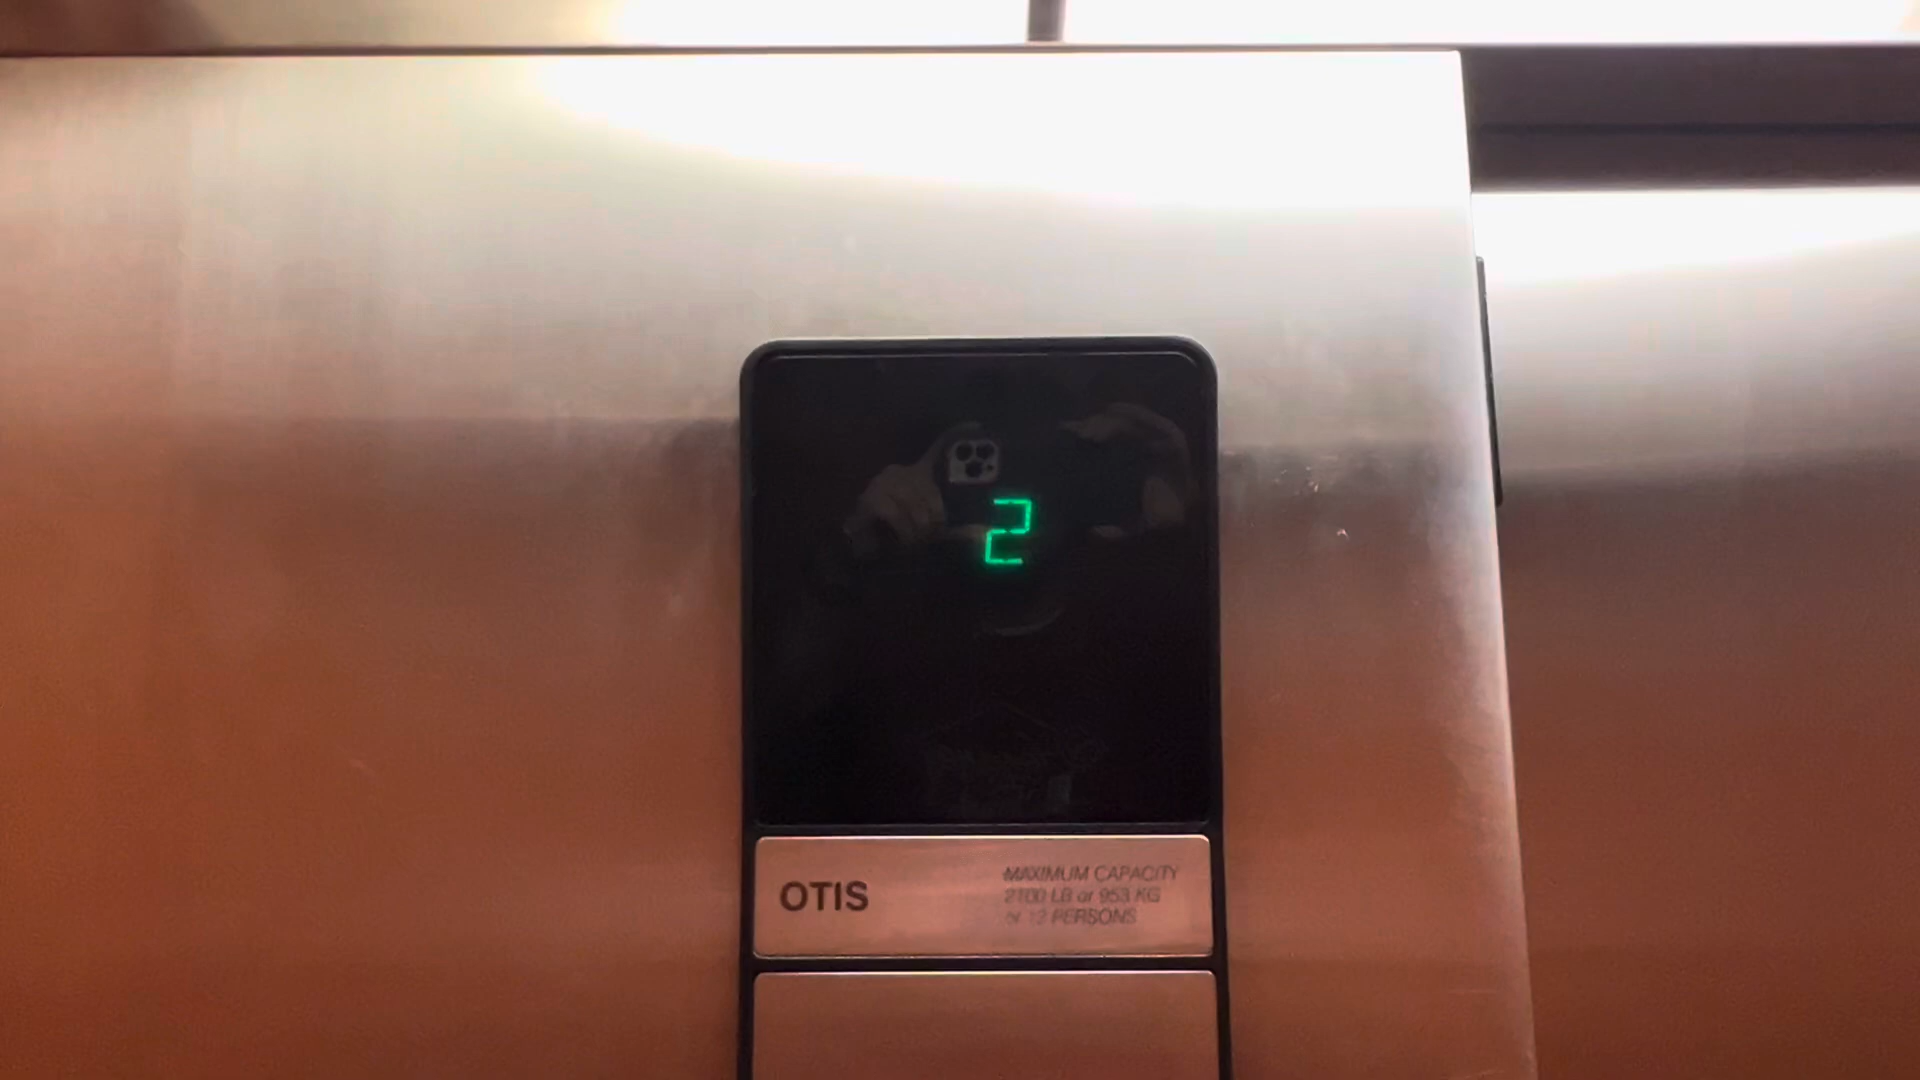 2
OTIS
MAXIMUM CAPACITY
2100 LB or 953 KG
or 12 PERSONS